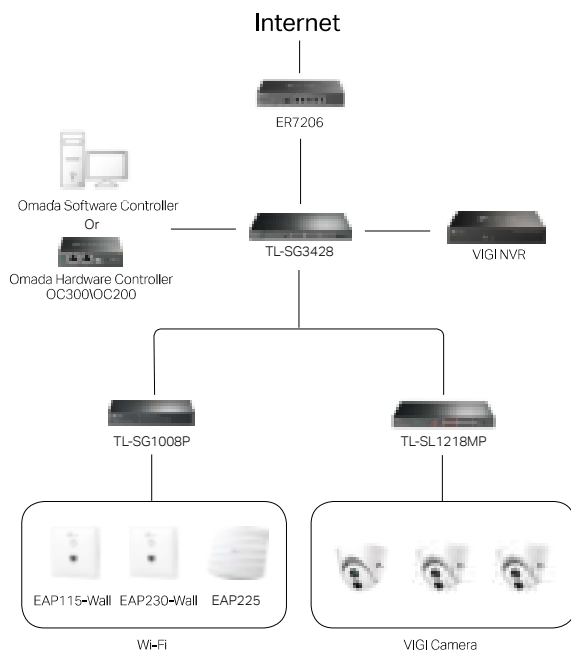 Internet
ER7206
Omada Software Controller
Or
Omada Hardware Controller
OC300\OC200
TL-SG3428
VIGI NVR
TL-SG1008P
TL-SL1218MP
EAP115-Wall
EAP230-Wall
EAP225
Wi-Fi
VIGI Camera